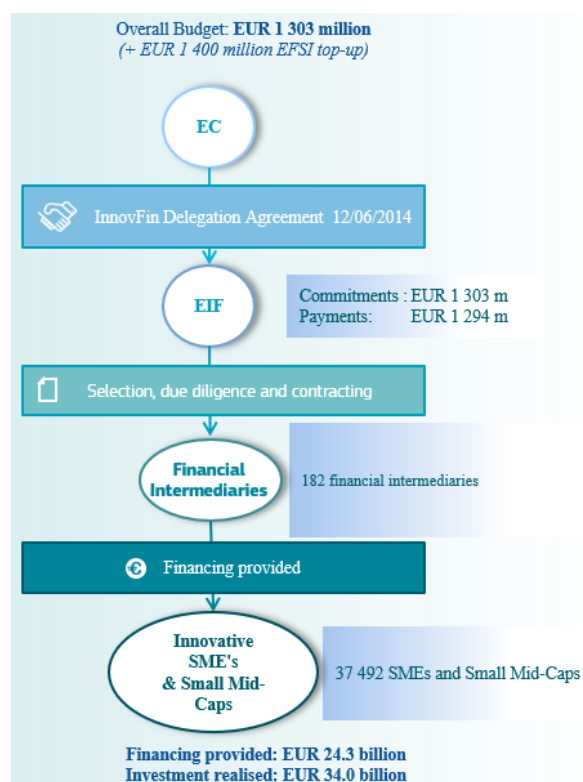 Overall Budget: EUR 1 303 million
(+ EUR 1 400 million EFSI top-up)
EC
InnovFin Delegation Agreement 12/06/2014
EIF
Commitments : EUR 1 303 m
Payments: EUR 1 294 m
Selection, due diligence and contracting
Financial
Intermediaries
182 financial intermediaries
Financing provided
Innovative
SME's
& Small Mid-
Caps
37 492 SMEs and Small Mid-Caps
Financing provided: EUR 24.3 billion
Investment realised: EUR 34.0 billion